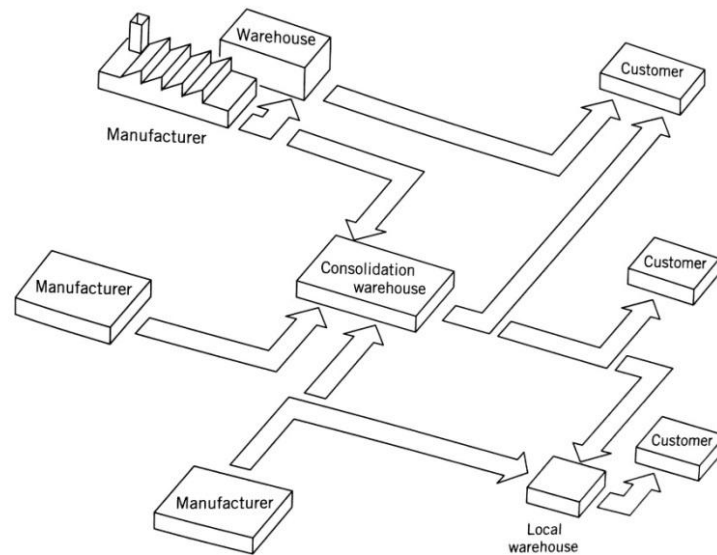 Warehouse
Customer
Manufacturer
Consolidation
warehouse
Customer
Manufacturer
Customer
Manufacturer
Local
warehouse